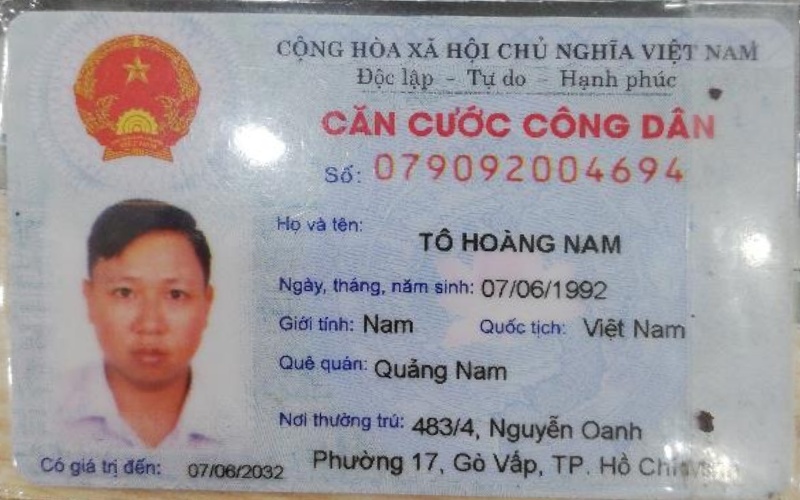 CỘNG HÒA XÃ HỘI CHỦ NGHĨA VIỆT NAM
Độc lập - Tự do - Hạnh phúc
CĂN CƯỚC CÔNG DÂN
Số: 079092004694
Họ và tên: TÔ HOÀNG NAM
Ngày, tháng, năm sinh: 07/06/1992
Giới tính: Nam Quốc tịch: Việt Nam
Quê quán: Quảng Nam
Nơi thường trú: 483/4, Nguyễn Oanh
Phường 17, Gò Vấp, TP. Hồ Chí
Có giá trị đến: 07/06/2032